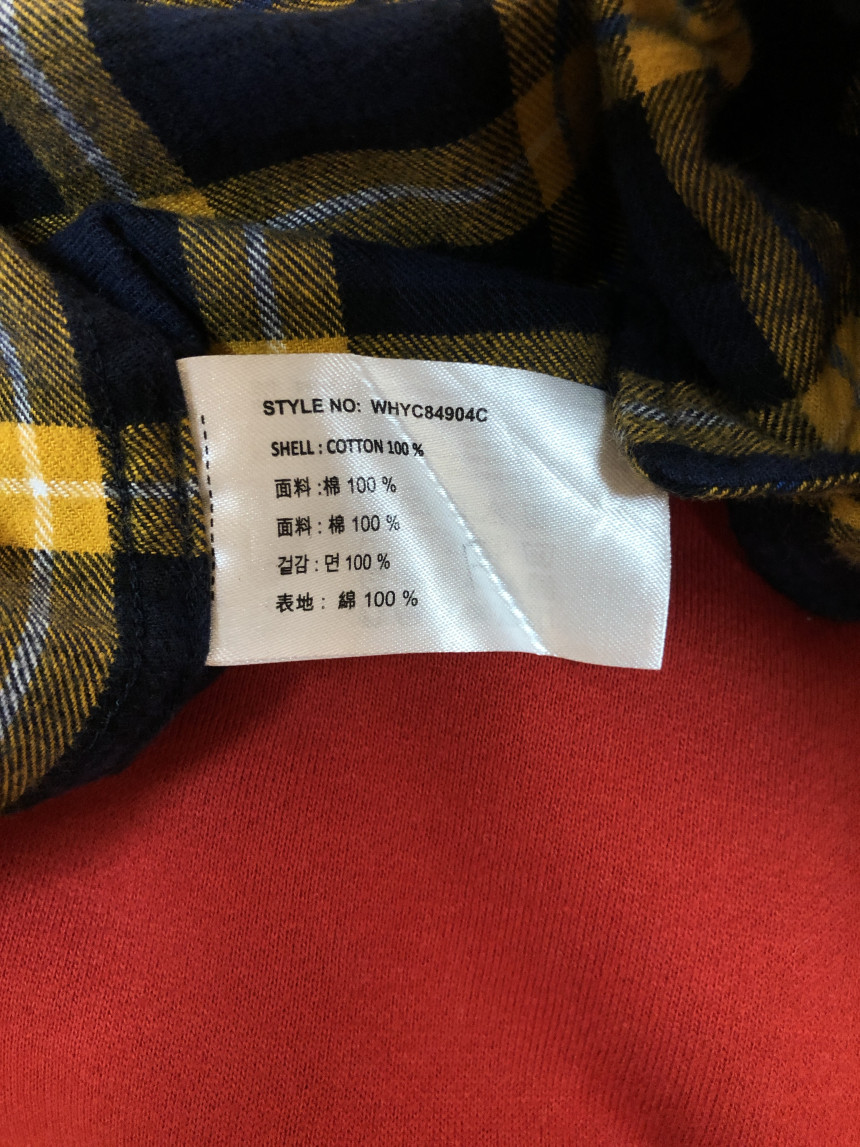 STYLE NO: WHYC84904C
SHELL : COTTON 100 %
面料 :棉 100 %
面料 : 棉 100 %
겉감 : 면 100 %
表地 : 綿 100 %